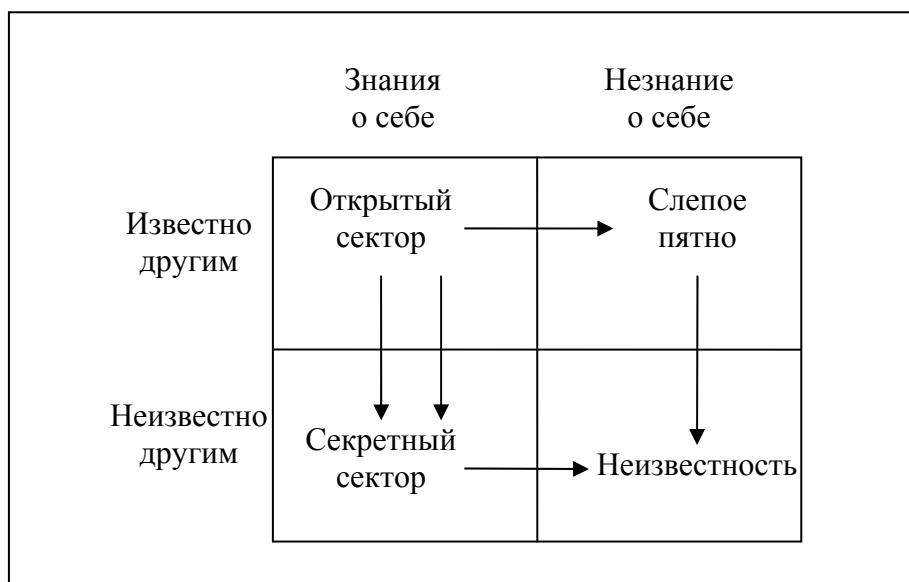 Знания
о себе
Незнание
о себе
Известно
другим
Открытый
сектор
Слепое
пятно
Неизвестно
другим
Секретный
сектор
Неизвестность